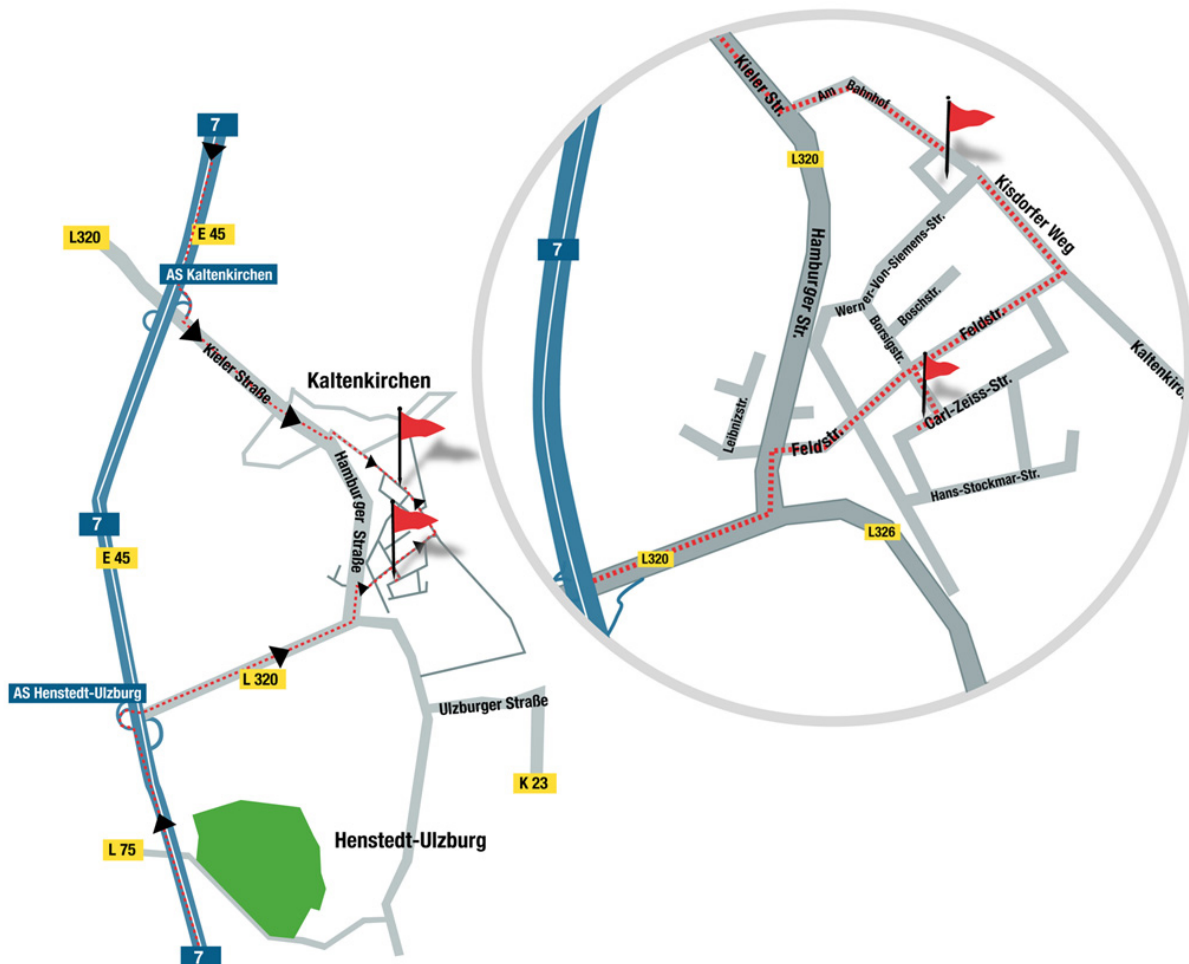 7
E 45
L320
AS Kaltenkirchen
Kieler Straße
Kaltenkirchen
Hamburger Straße
7
E 45
AS Henstedt-Ulzburg
L 320
Ulzburger Straße
K 23
L 75
Henstedt-Ulzburg
7
Kieler Str.
Am Bahnhof
L320
Kisdorfer Weg
7
Hamburger Str.
Werner-Von-Siemens-Str.
Boschstr.
Borsigstr.
Feldstr.
Kaltenkirch
Leibnizstr.
Carl-Zeiss-Str.
Feldstr.
Hans-Stockmar-Str.
L326
L320